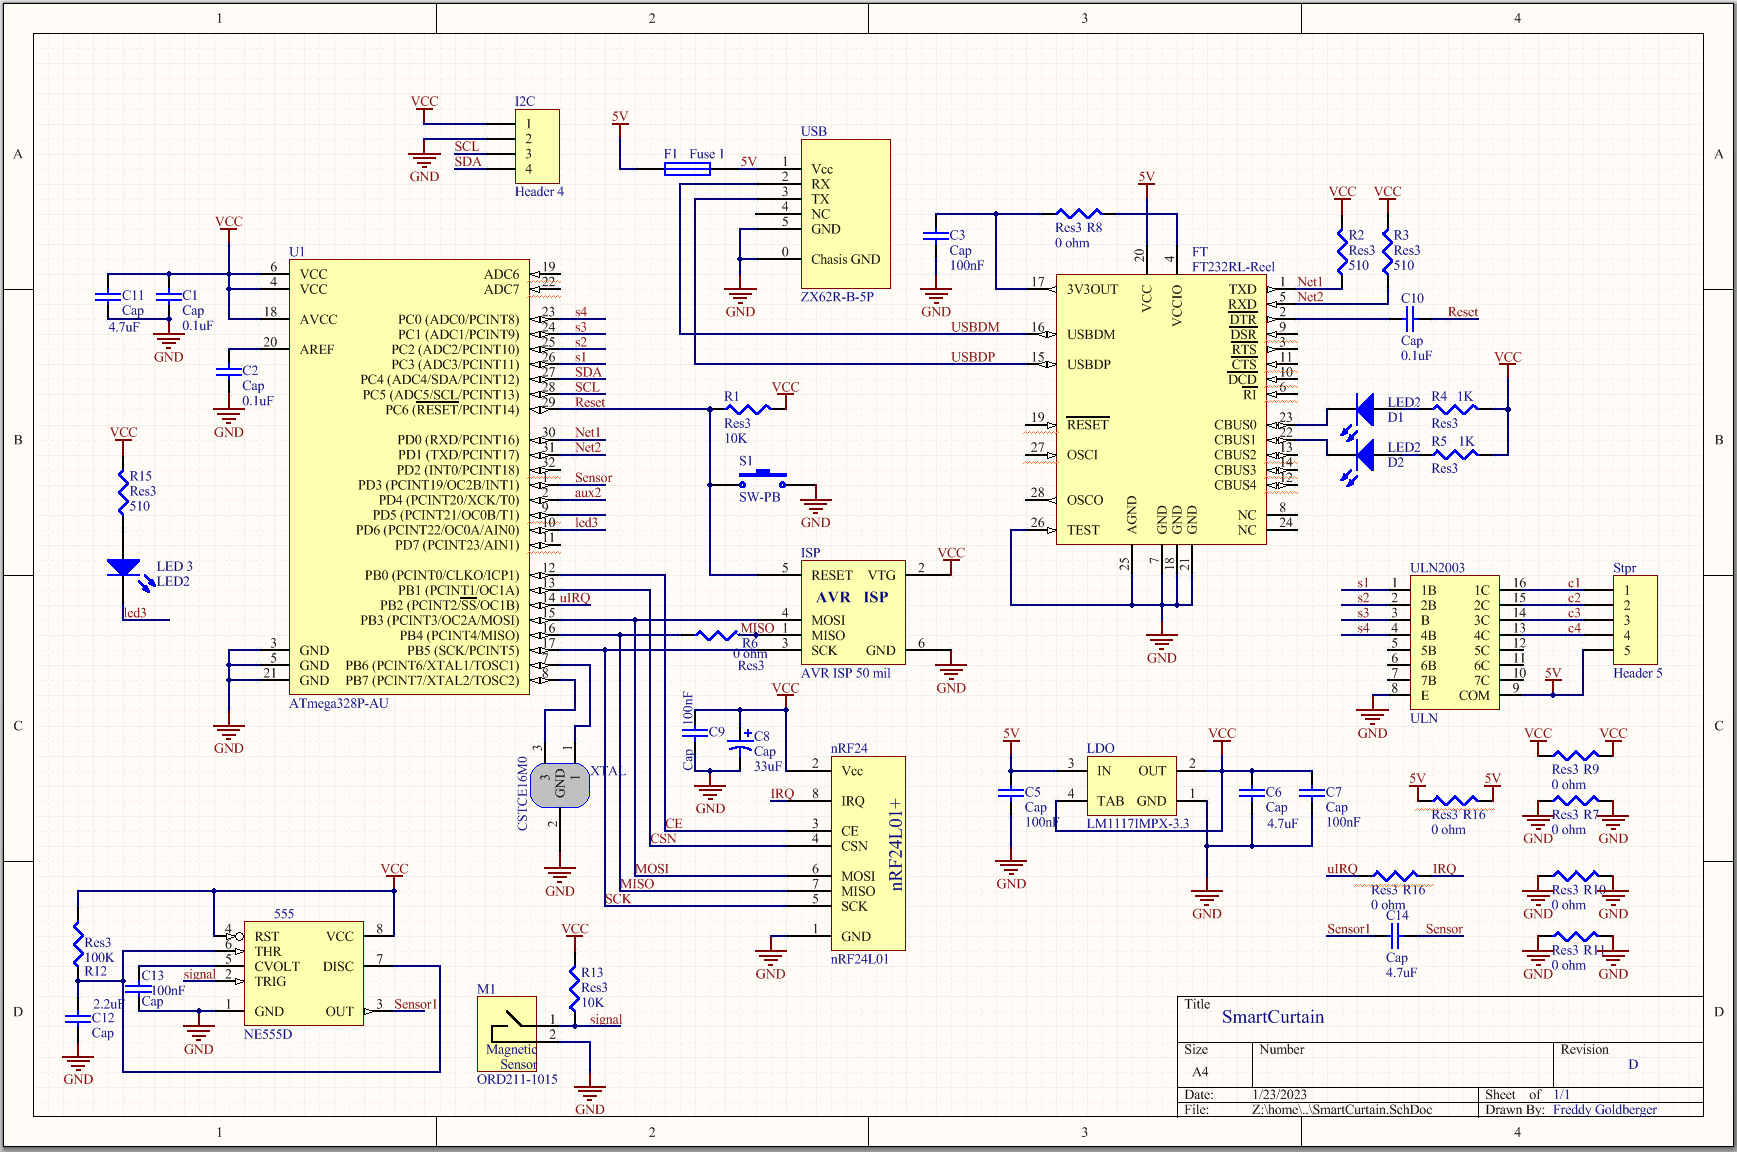 1 2 3 4
A A
B B
C C
D D
1 2 3 4
I2C
VCC
1
2
SCL 3
SDA 4
GND
Header 4
VCC
U1
6 VCC
4 VCC
18 AVCC
20 AREF
C11
Cap
4.7uF
C1
Cap
0.1uF
GND
C2
Cap
0.1uF
GND
ADC6 19
ADC7 22
PC0 (ADC0/PCINT8) 23 s4
PC1 (ADC1/PCINT9) 24 s3
PC2 (ADC2/PCINT10) 25 s2
PC3 (ADC3/PCINT11) 26 s1
PC4 (ADC4/SDA/PCINT12) 27 SDA
PC5 (ADC5/SCL/PCINT13) 28 SCL
PC6 (RESET/PCINT14) 29 Reset
PD0 (RXD/PCINT16) 30 Net1
PD1 (TXD/PCINT17) 31 Net2
PD2 (INT0/PCINT18) 32
PD3 (PCINT19/OC2B/INT1) 1 Sensor
PD4 (PCINT20/XCK/T0) 2 aux2
PD5 (PCINT21/OC0B/T1) 9
PD6 (PCINT22/OC0A/AIN0) 10 led3
PD7 (PCINT23/AIN1) 11
PB0 (PCINT0/CLKO/ICP1) 12
PB1 (PCINT1/OC1A) 13
PB2 (PCINT2/SS/OC1B) 14 uIRQ
PB3 (PCINT3/OC2A/MOSI) 15
PB4 (PCINT4/MISO) 16
PB5 (SCK/PCINT5) 17
PB6 (PCINT6/XTAL1/TOSC1) 7
PB7 (PCINT7/XTAL2/TOSC2) 8
3 GND
5 GND
21 GND
ATmega328P-AU
GND
VCC
R15
Res3
510
LED 3
LED2
led3
5V
F1 Fuse 1
5V
USB
1 Vcc
2 RX
3 TX
4 NC
5 GND
0 Chasis GND
ZX62R-B-5P
GND
C3
Cap
100nF
GND
Res3 R8
0 ohm
5V
20
4
FT
FT232RL-Reel
VCC
VCCIO
17 3V3OUT
USBDM 16 USBDM
USBDP 15 USBDP
19 RESET
27 OSCI
28 OSCO
26 TEST
AGND
GND
GND
GND
25
7
18
21
GND
TXD 1 Net1
RXD 5 Net2
DTR 2
DSR 9
RTS 3
CTS 11
DCD 10
RI 6
CBUS0 23
CBUS1 22
CBUS2 13
CBUS3 14
CBUS4 12
NC 8
NC 24
VCC VCC
R2
Res3
510
R3
Res3
510
C10
Cap
0.1uF
Reset
VCC
LED2
D1
R4 1K
Res3
LED2
D2
R5 1K
Res3
R1
VCC
Res3
10K
S1
SW-PB
GND
ISP
5 RESET VTG 2
VCC
AVR ISP
4 MOSI
MISO 1 MISO
3 SCK GND 6
AVR ISP 50 mil
GND
R6
0 ohm
Res3
VCC
100nF
C9
Cap
C8
Cap
33uF
GND
nRF24
2 Vcc
IRQ 8 IRQ
CE 3 CE
CSN 4 CSN
MOSI 6 MOSI
MISO 7 MISO
SCK 5 SCK
1 GND
nRF24L01+
nRF24L01
GND
3
1
XTAL
CSTCE16M0
3
GND
1
2
GND
5V
LDO
VCC
3 IN OUT 2
4 TAB GND 1
LM1117IMPX-3.3
C5
Cap
100nF
GND
C6
Cap
4.7uF
C7
Cap
100nF
GND
ULN2003
s1 1 1B 1C 16 c1
s2 2 2B 2C 15 c2
s3 3 B 3C 14 c3
s4 4 4B 4C 13 c4
5 5B 5C 12
6 6B 6C 11
7 7B 7C 10
8 E COM 9
ULN
GND
5V
Stpr
1
2
3
4
5
Header 5
VCC VCC
Res3 R9
0 ohm
5V 5V
Res3 R16
0 ohm
Res3 R7
GND 0 ohm GND
uIRQ IRQ
Res3 R16
0 ohm
C14
Sensor1 Sensor
Cap
4.7uF
Res3 R10
GND 0 ohm GND
Res3 R11
GND 0 ohm GND
VCC
555
4 RST VCC 8
6 THR
5 CVOLT DISC 7
signal 2 TRIG
1 GND OUT 3 Sensor1
NE555D
Res3
100K
R12
C13
100nF
Cap
2.2uF
C12
Cap
GND
GND
VCC
R13
Res3
10K
M1
1 signal
2
Magnetic
Sensor
ORD211-1015
GND
Title
SmartCurtain
Size Number Revision
A4 D
Date: 1/23/2023 Sheet of 1/1
File: Z:\home\..\SmartCurtain.SchDoc Drawn By: Freddy Goldberger